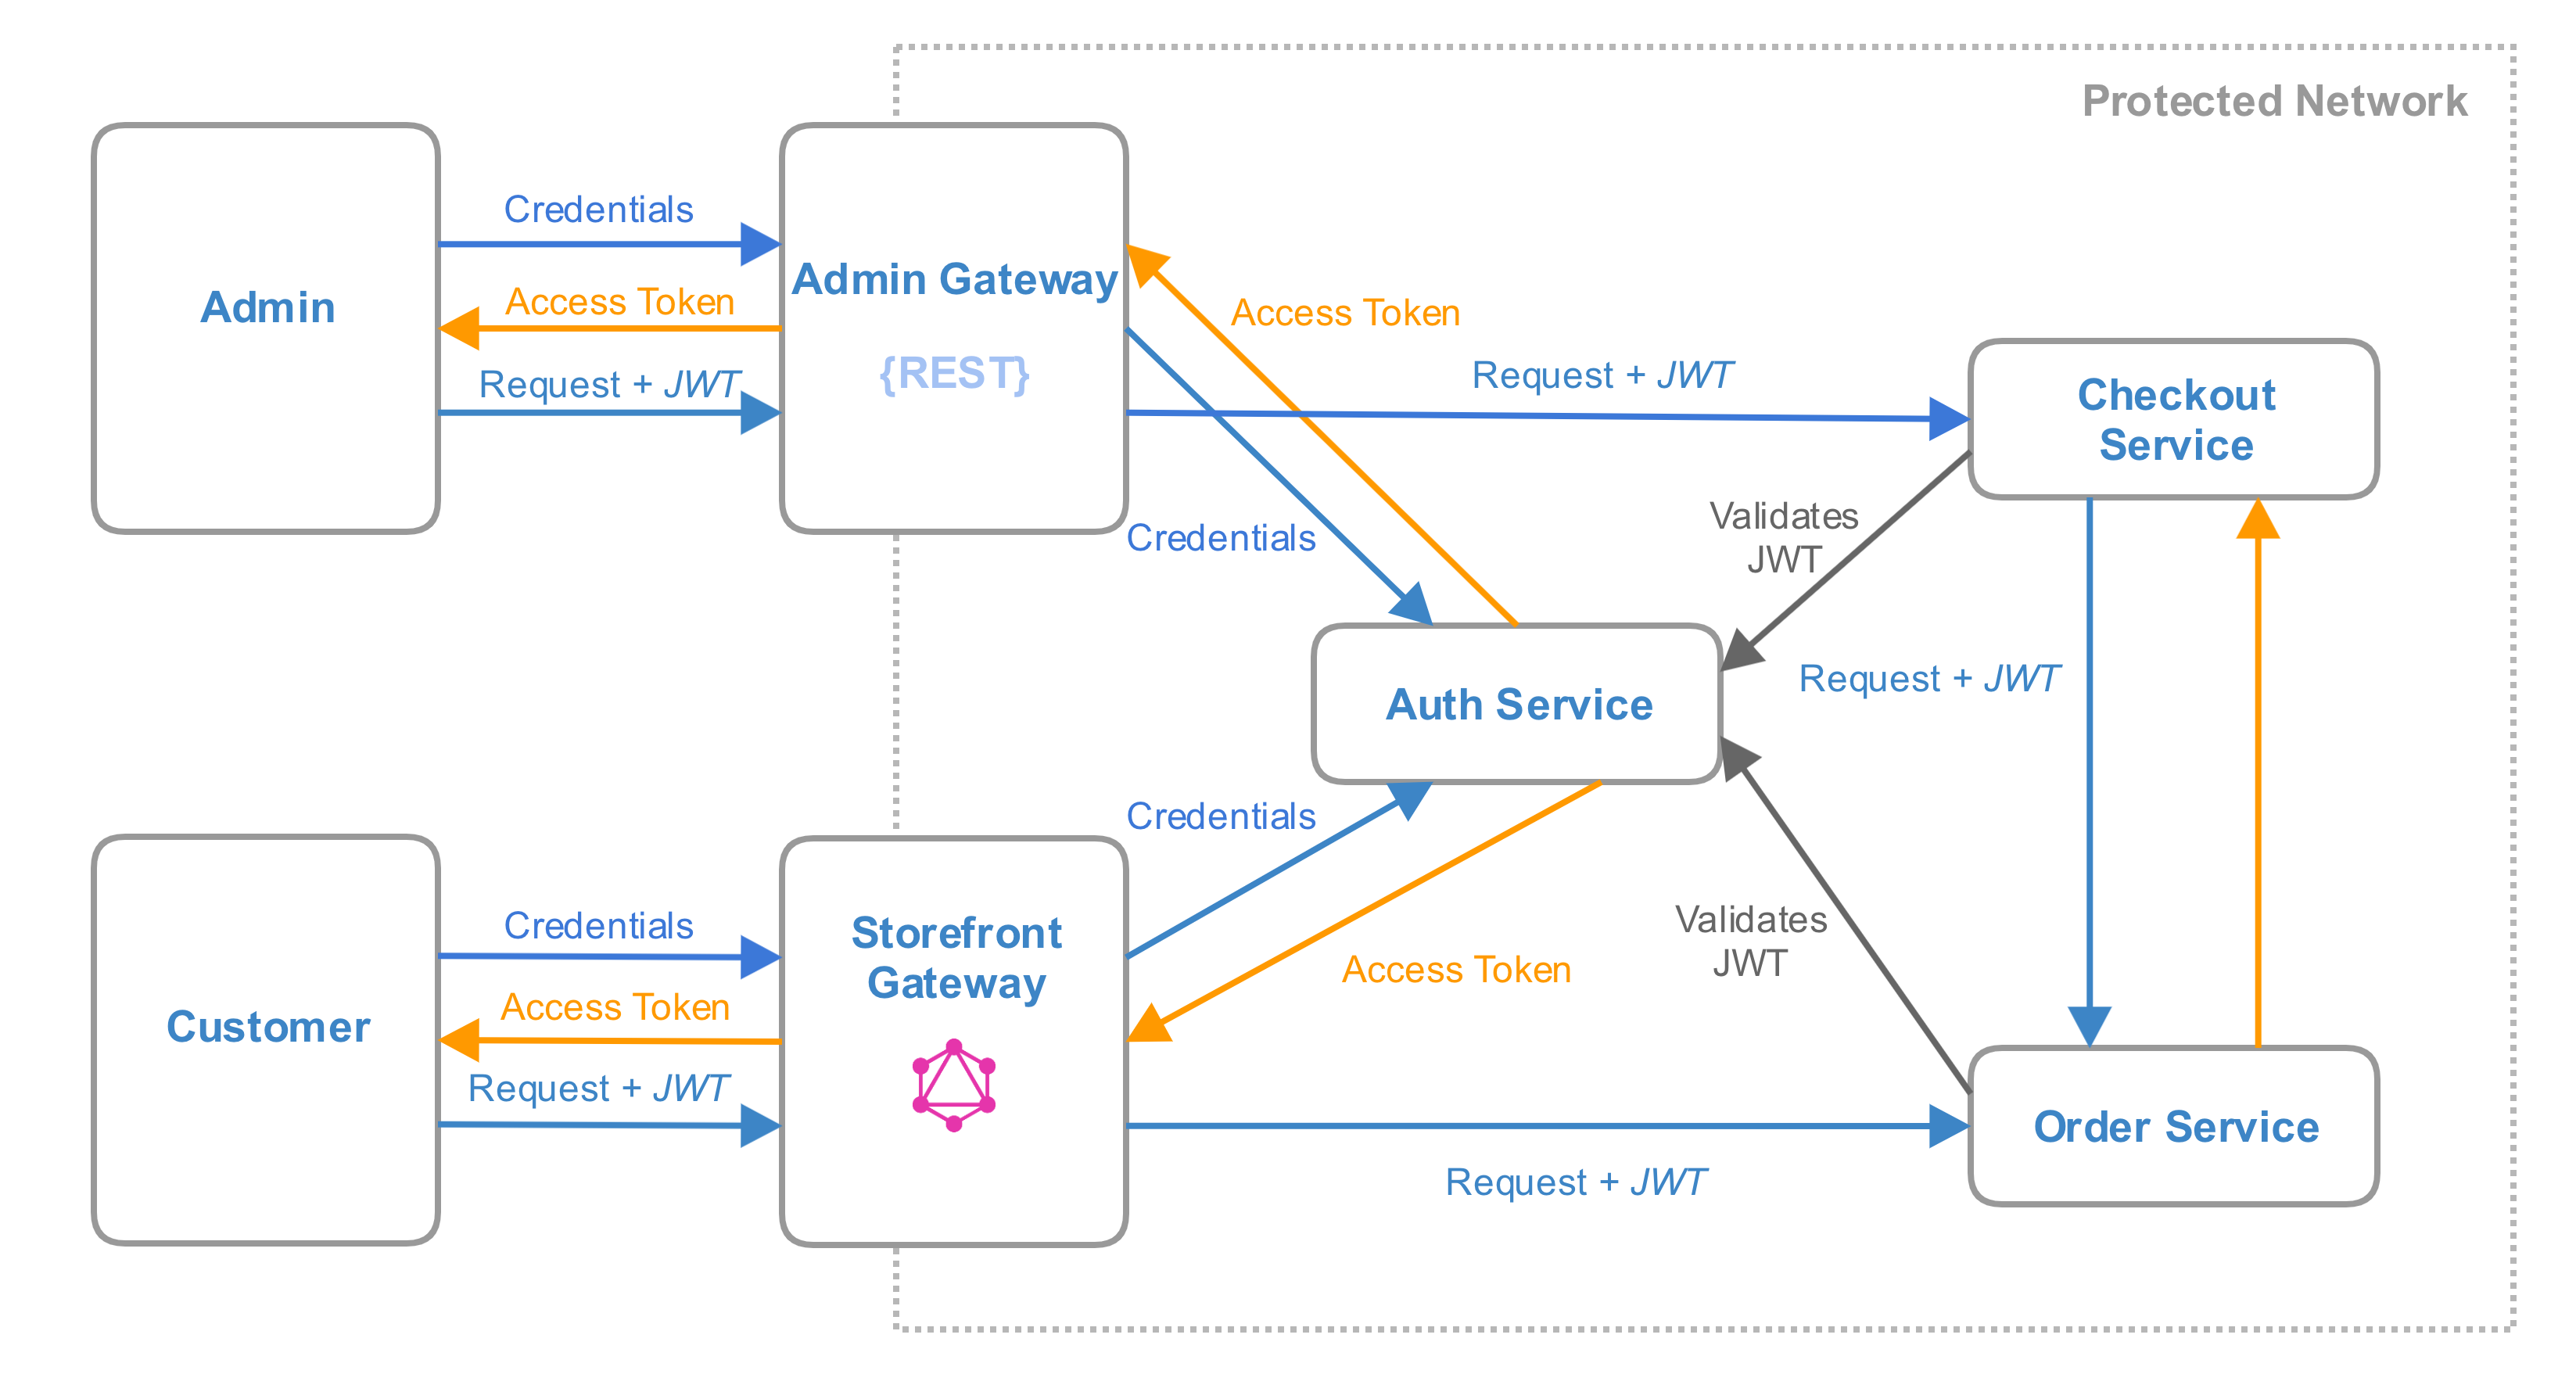 Protected Network
Credentials
Admin
Access Token
Request + JWT
Admin Gateway
{REST}
Access Token
Request + JWT
Checkout
Service
Credentials
Validates
JWT
Request + JWT
Auth Service
Credentials
Customer
Credentials
Access Token
Request + JWT
Storefront
Gateway
Access Token
Validates
JWT
Request + JWT
Order Service